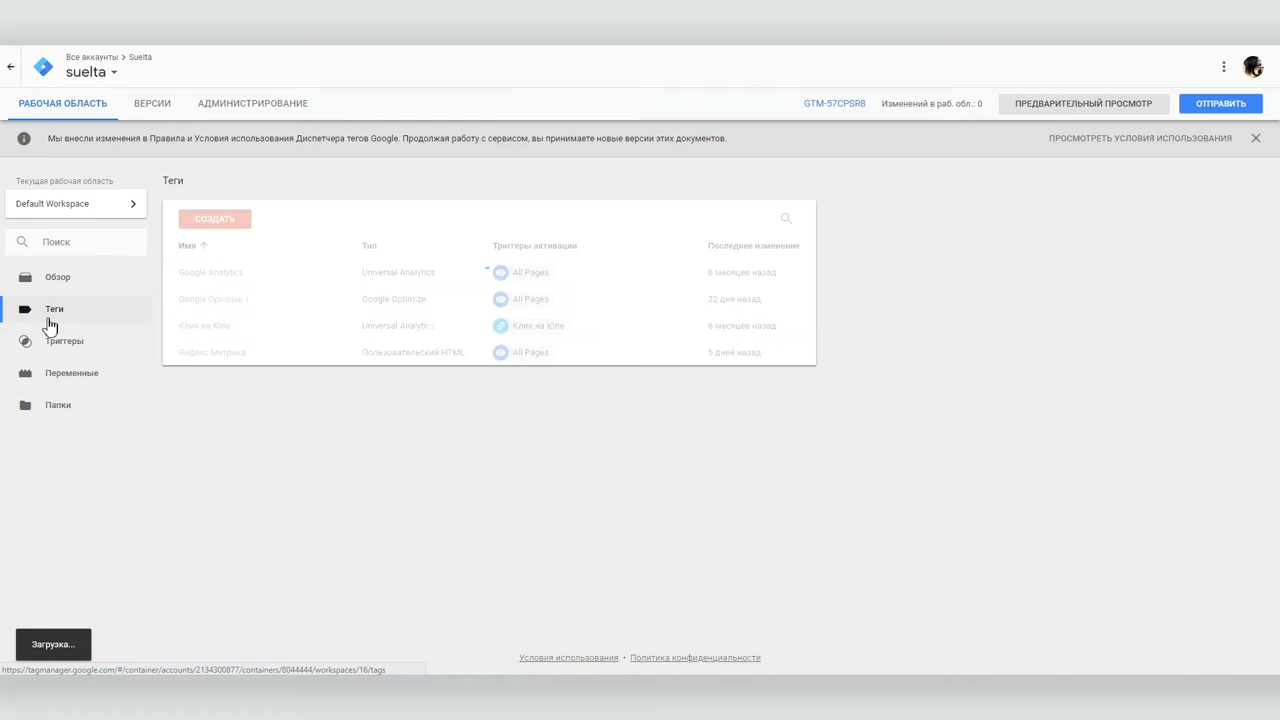 Все аккаунты > Suelta
suelta
РАБОЧАЯ ОБЛАСТЬ ВЕРСИИ АДМИНИСТРИРОВАНИЕ GTM-57CPSR8 Изменений в раб. обл.: 0 ПРЕДВАРИТЕЛЬНЫЙ ПРОСМОТР ОТПРАВИТЬ
Мы внесли изменения в Правила и Условия использования Диспетчера тегов Google. Продолжая работу с сервисом, вы принимаете новые версии этих документов. ПРОСМОТРЕТЬ УСЛОВИЯ ИСПОЛЬЗОВАНИЯ
Текущая рабочая область
Default Workspace
Поиск
Обзор
Теги
Триггеры
Переменные
Папки
Теги
СОЗДАТЬ
Имя Тип Триггеры активации Последнее изменение
Google Analytics Universal Analytics All Pages 6 месяцев назад
Google Optimize 1 Google Optimize All Pages 22 дня назад
Клик на Юле Universal Analytics Клик на Юле 6 месяцев назад
Яндекс Метрика Пользовательский HTML All Pages 5 дней назад
Загрузка...
Условия использования • Политика конфиденциальности
https://tagmanager.google.com/#/container/accounts/2134300877/containers/8044444/workspaces/16/tags